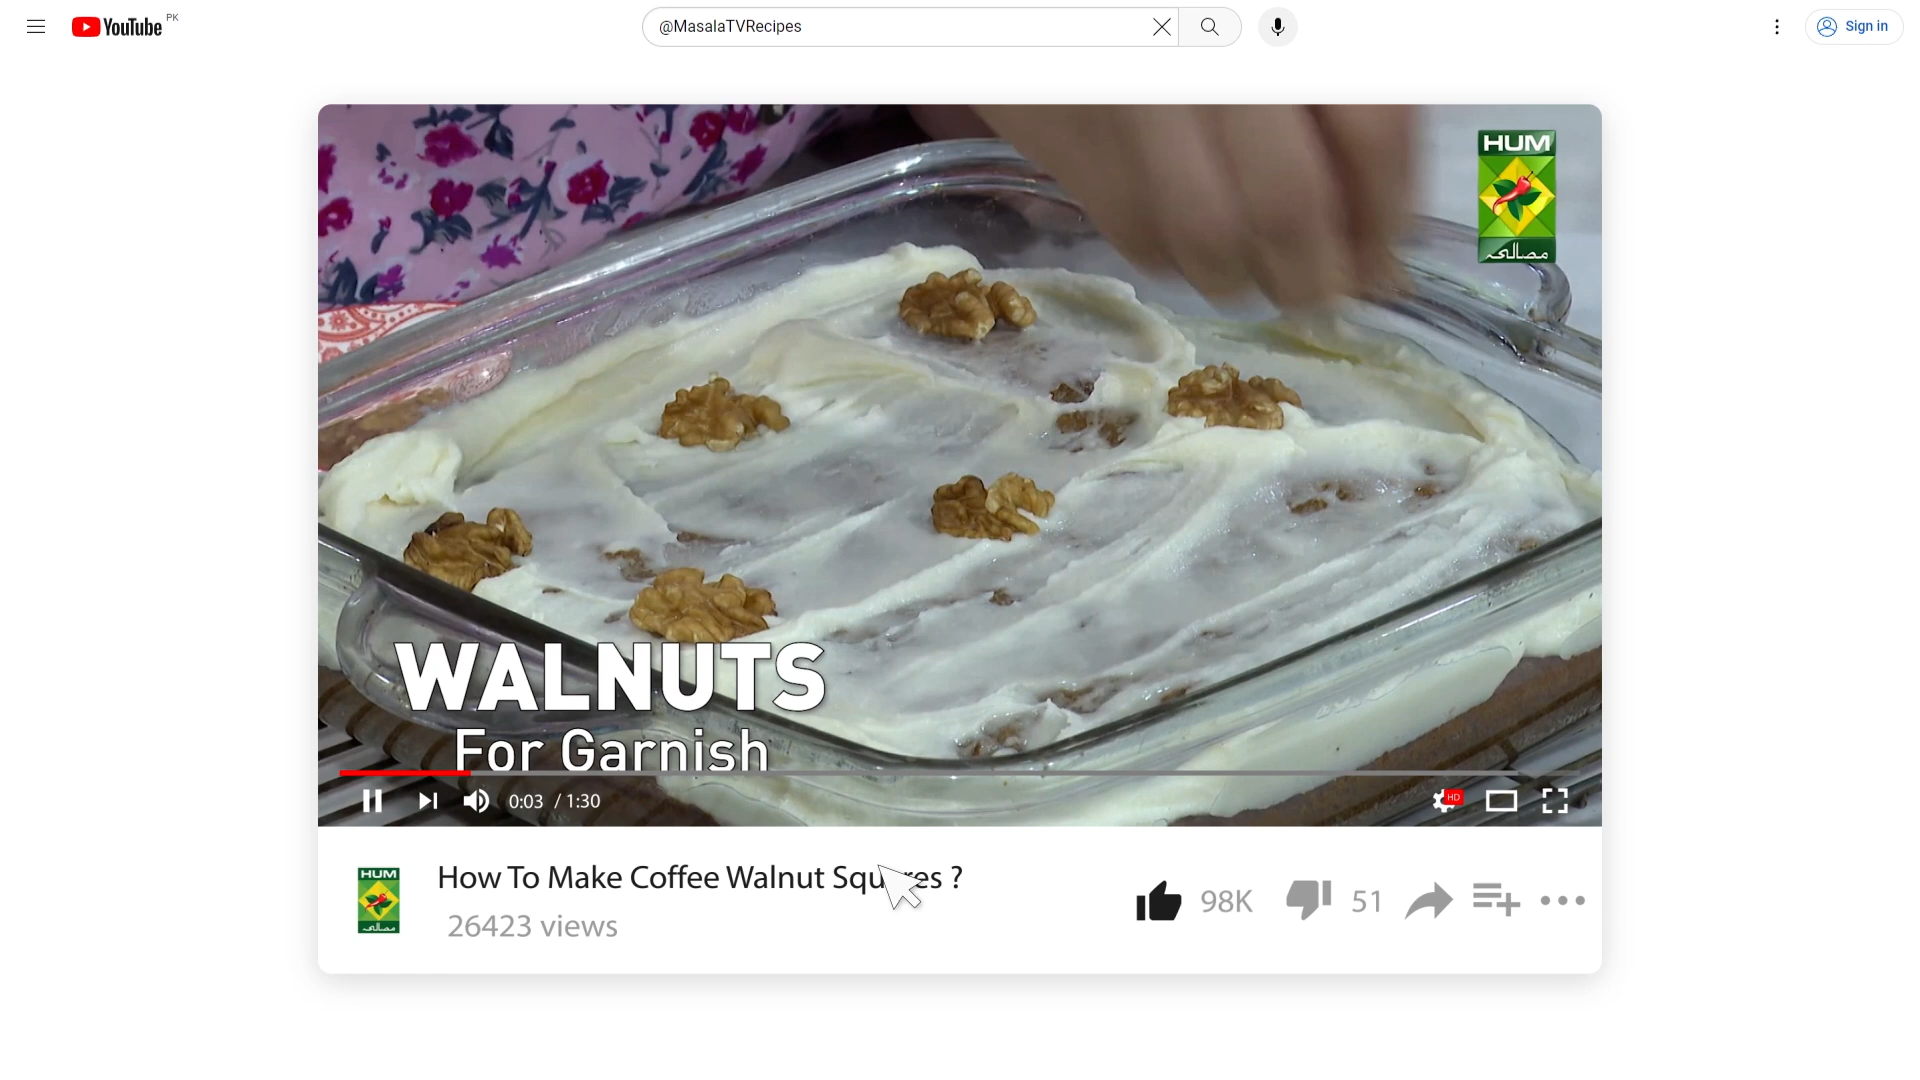 YouTube PK
@MasalaTVRecipes
Sign in
HUM
مصالحہ
WALNUTS
For Garnish
0:03 / 1:30
HD
HUM
مصالحہ
How To Make Coffee Walnut Squares ?
98K
51
26423 views